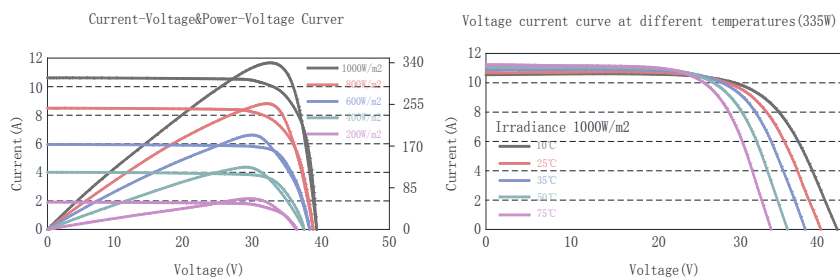 Current-Voltage&Power-Voltage Curver
12
10
8
6
4
2
0
Current(A)
1000W/m2
800W/m2
600W/m2
400W/m2
200W/m2
340
255
170
85
0
0
10
20
30
40
50
Voltage(V)
Voltage current curve at different temperatures(335W)
12
10
8
6
4
2
0
Current(A)
Irradiance 1000W/m2
10℃
25℃
35℃
50℃
75℃
0
10
20
30
40
Voltage(V)